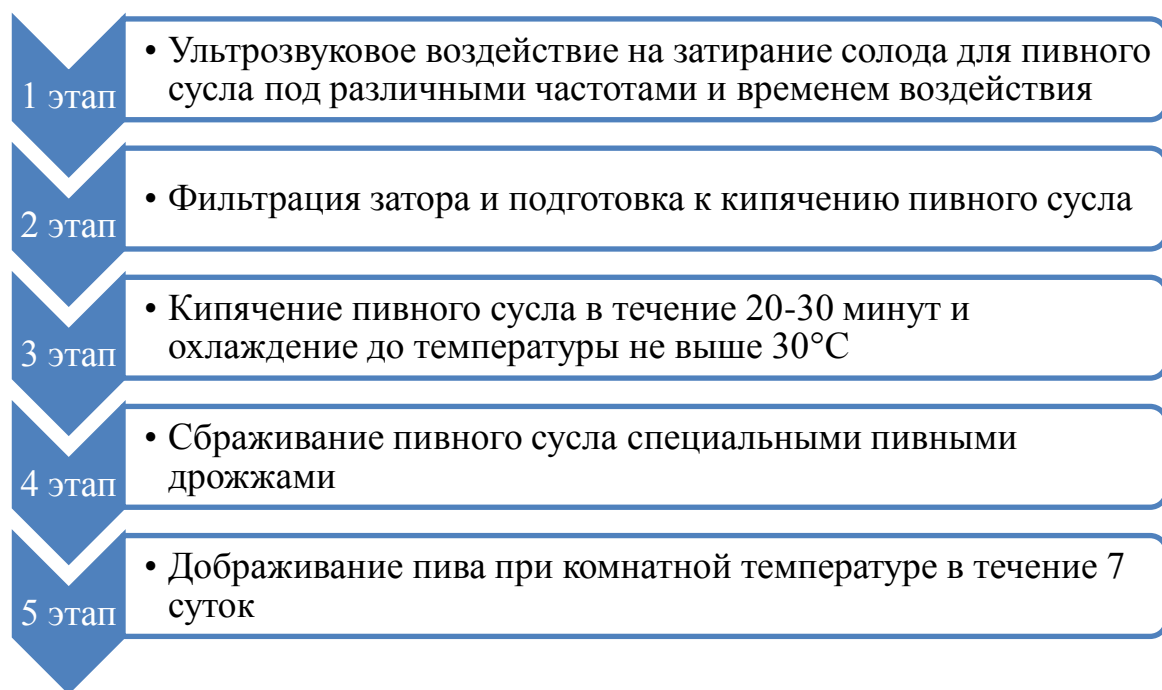 1 этап
• Ультрозвуковое воздействие на затирание солода для пивного
сусла под различными частотами и временем воздействия
2 этап
• Фильтрация затора и подготовка к кипячению пивного сусла
3 этап
• Кипячение пивного сусла в течение 20-30 минут и
охлаждение до температуры не выше 30°С
4 этап
• Сбраживание пивного сусла специальными пивными
дрожжами
5 этап
• Дображивание пива при комнатной температуре в течение 7
суток